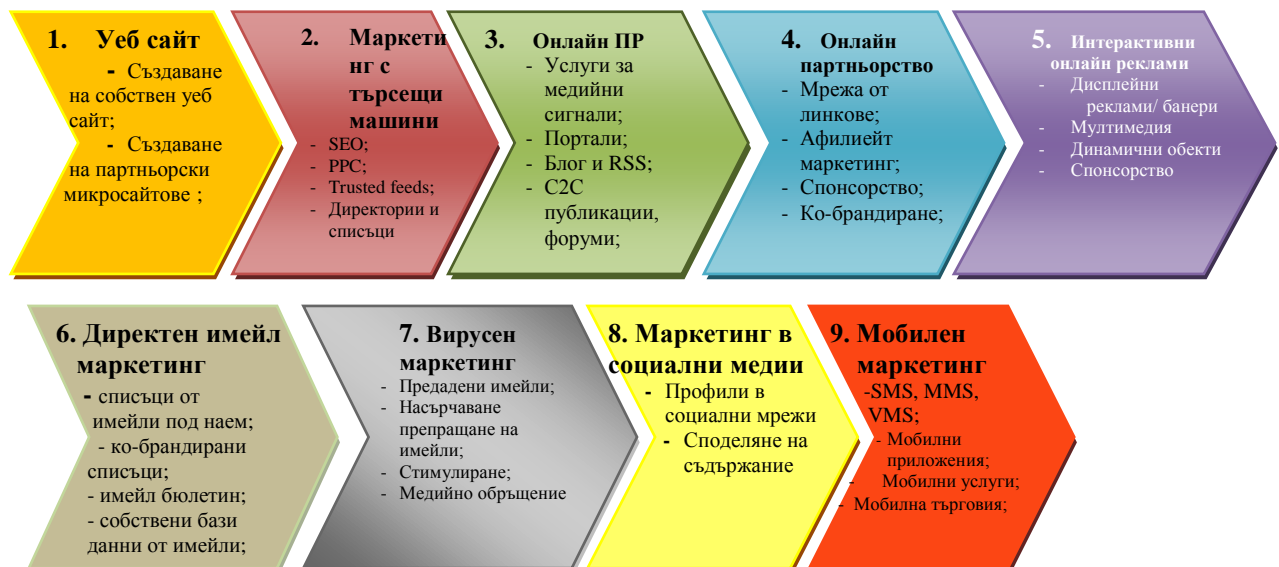 1. Уеб сайт
- Създаване
на собствен уеб
сайт;
- Създаване
на партньорски
микросайтове ;
2. Маркети
нг с
търсещи
машини
- SEO;
- PPC;
- Trusted feeds;
- Директории и
списъци
3. Онлайн ПР
- Услуги за
медийни
сигнали;
- Портали;
- Блог и RSS;
- C2C
публикации,
форуми;
4. Онлайн
партньорство
- Мрежа от
линкове;
- Афилиейт
маркетинг;
- Спонсорство;
- Ко-брандиране;
5. Интерактивни
онлайн реклами
- Дисплейни
реклами/ банери
- Мултимедия
- Динамични обекти
- Спонсорство
6. Директен имейл
маркетинг
- списъци от
имейли под наем;
- ко-брандирани
списъци;
- имейл бюлетин;
- собствени бази
данни от имейли;
7. Вирусен
маркетинг
- Предадени имейли;
- Насърчаване
препращане на
имейли;
- Стимулиране;
- Медийно обръщение
8. Маркетинг в
социални медии
- Профили в
социални мрежи
- Споделяне на
съдържание
9. Мобилен
маркетинг
-SMS, MMS,
VMS;
- Мобилни
приложения;
- Мобилни услуги;
- Мобилна търговия;